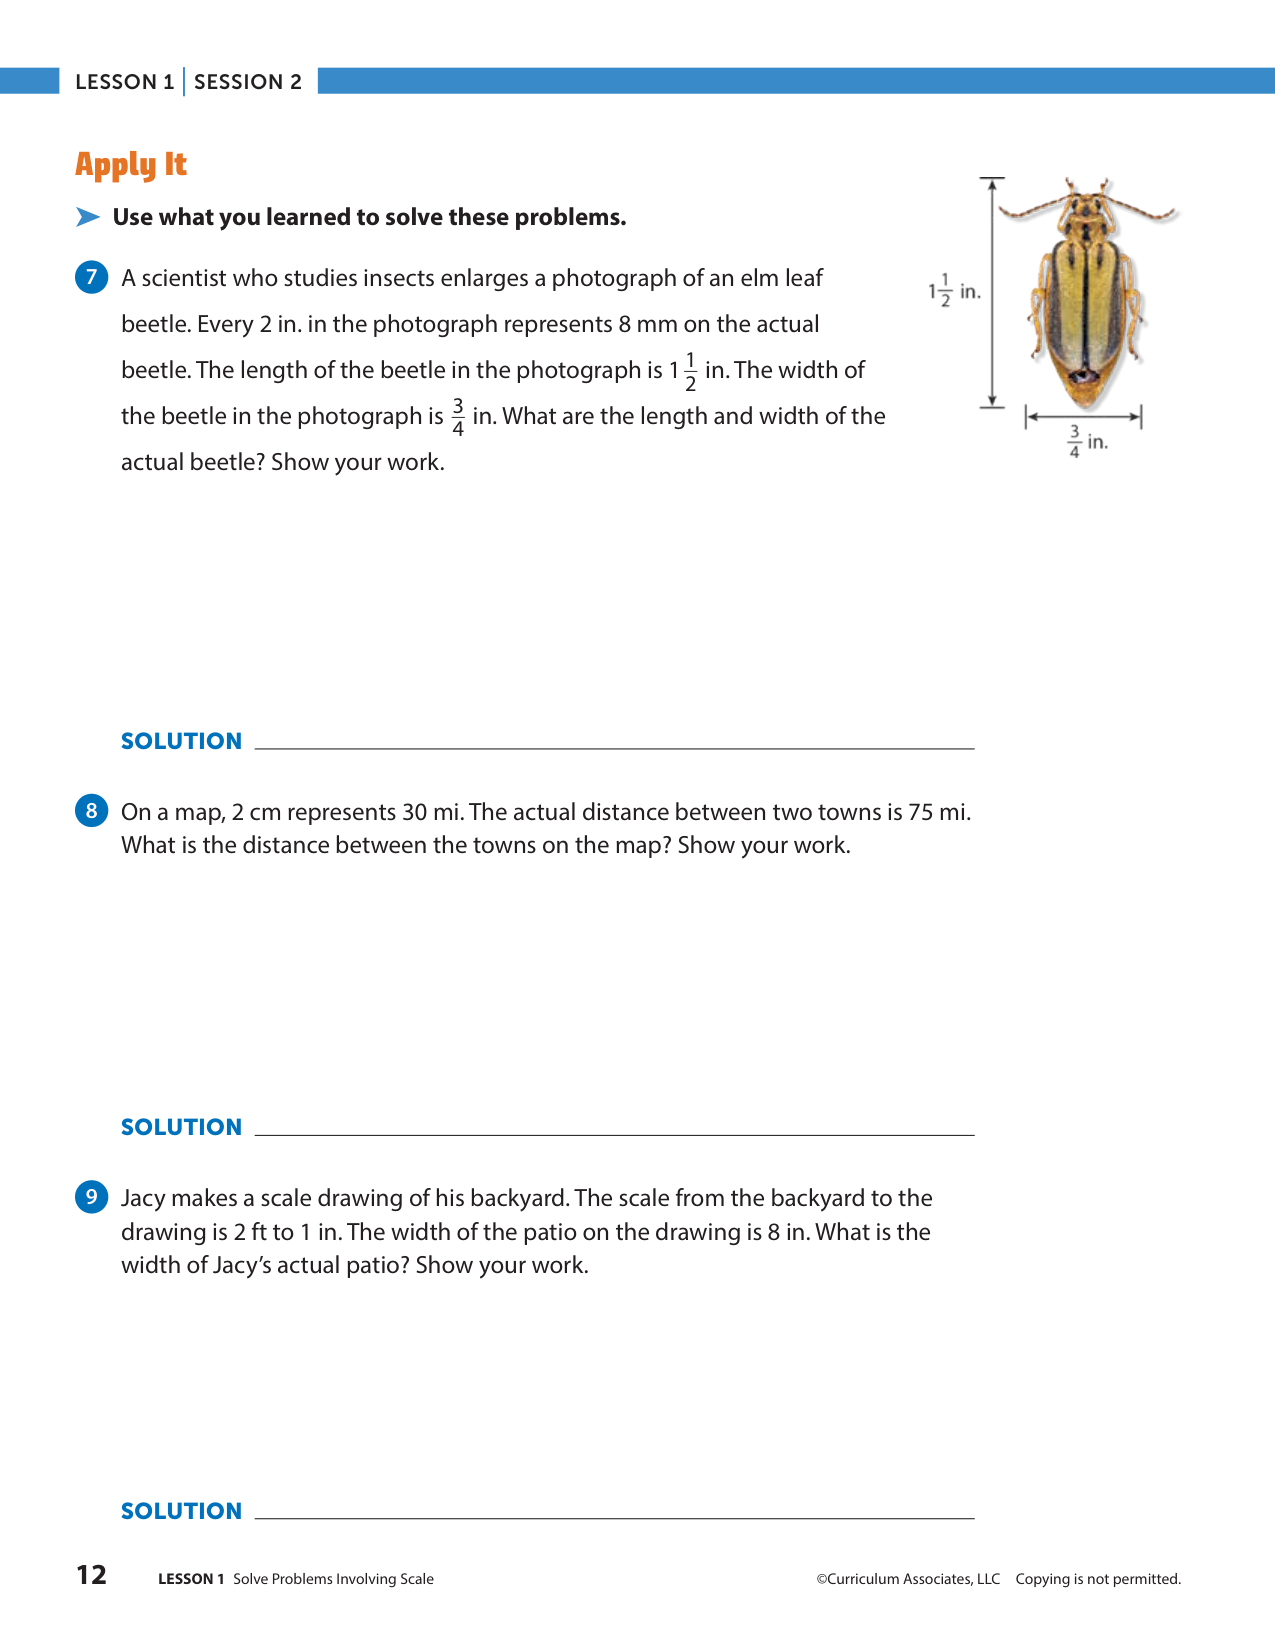 LESSON 1 | SESSION 2
Apply It
Use what you learned to solve these problems.
7 A scientist who studies insects enlarges a photograph of an elm leaf
beetle. Every 2 in. in the photograph represents 8 mm on the actual
beetle. The length of the beetle in the photograph is 1 1/2 in. The width of
the beetle in the photograph is 3/4 in. What are the length and width of the
actual beetle? Show your work.
1 1/2 in.
3/4 in.
SOLUTION
8 On a map, 2 cm represents 30 mi. The actual distance between two towns is 75 mi.
What is the distance between the towns on the map? Show your work.
SOLUTION
9 Jacy makes a scale drawing of his backyard. The scale from the backyard to the
drawing is 2 ft to 1 in. The width of the patio on the drawing is 8 in. What is the
width of Jacy’s actual patio? Show your work.
SOLUTION
12 LESSON 1 Solve Problems Involving Scale ©Curriculum Associates, LLC Copying is not permitted.